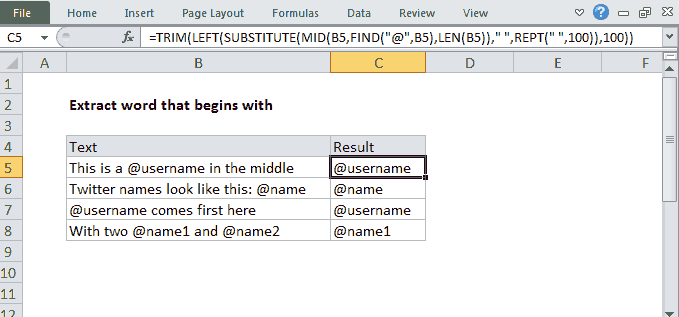 File Home Insert Page Layout Formulas Data Review View
C5 fx =TRIM(LEFT(SUBSTITUTE(MID(B5,FIND("@",B5),LEN(B5))," ",REPT(" ",100)),100))
A B C D E F
1
2 Extract word that begins with
3
4 Text Result
5 This is a @username in the middle @username
6 Twitter names look like this: @name @name
7 @username comes first here @username
8 With two @name1 and @name2 @name1
9
10
11
12